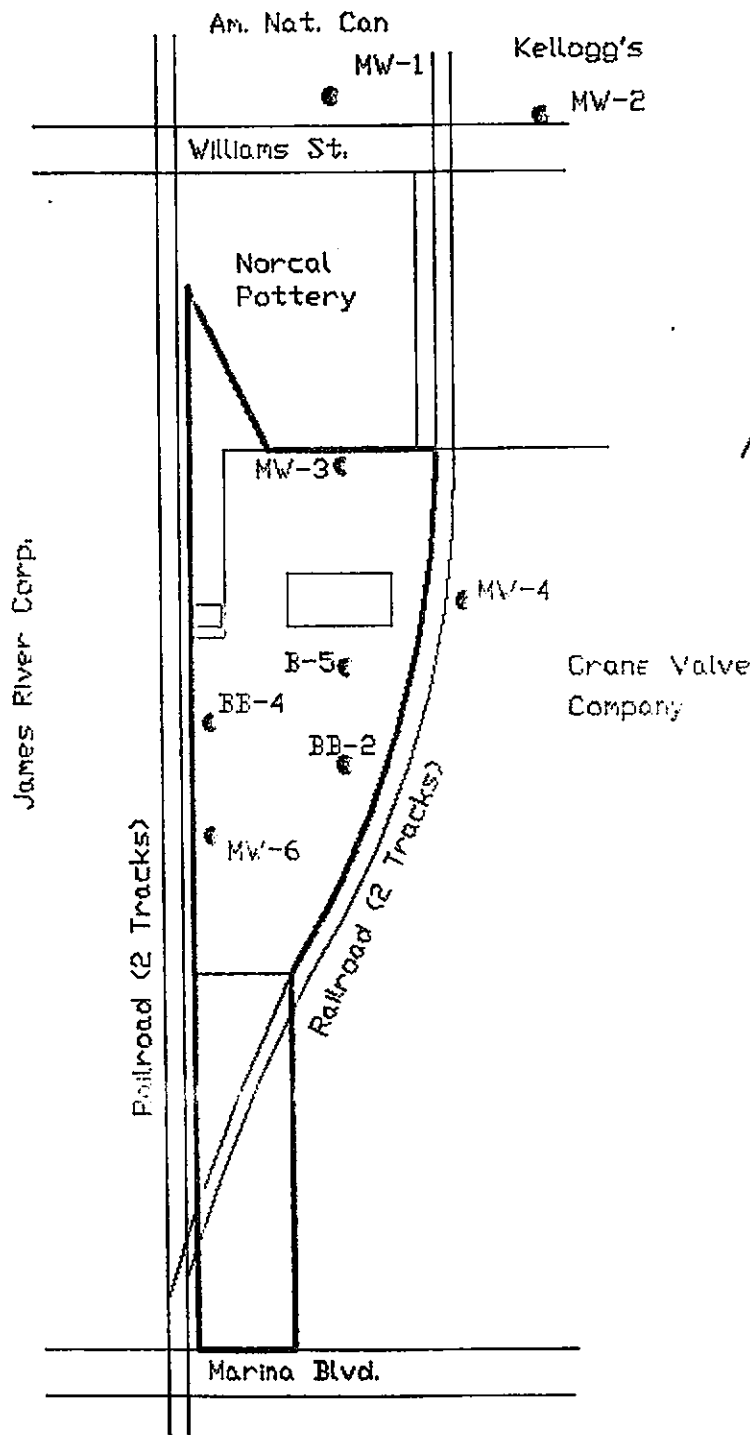 Am. Nat. Can
Kellogg's
MW-1
MW-2
Williams St.
Norcal
Pottery
MW-3
MW-4
James River Corp.
B-5
Crane Valve
Company
BB-4
BB-2
MW-6
Railroad (2 Tracks)
Railroad (2 Tracks)
Marina Blvd.